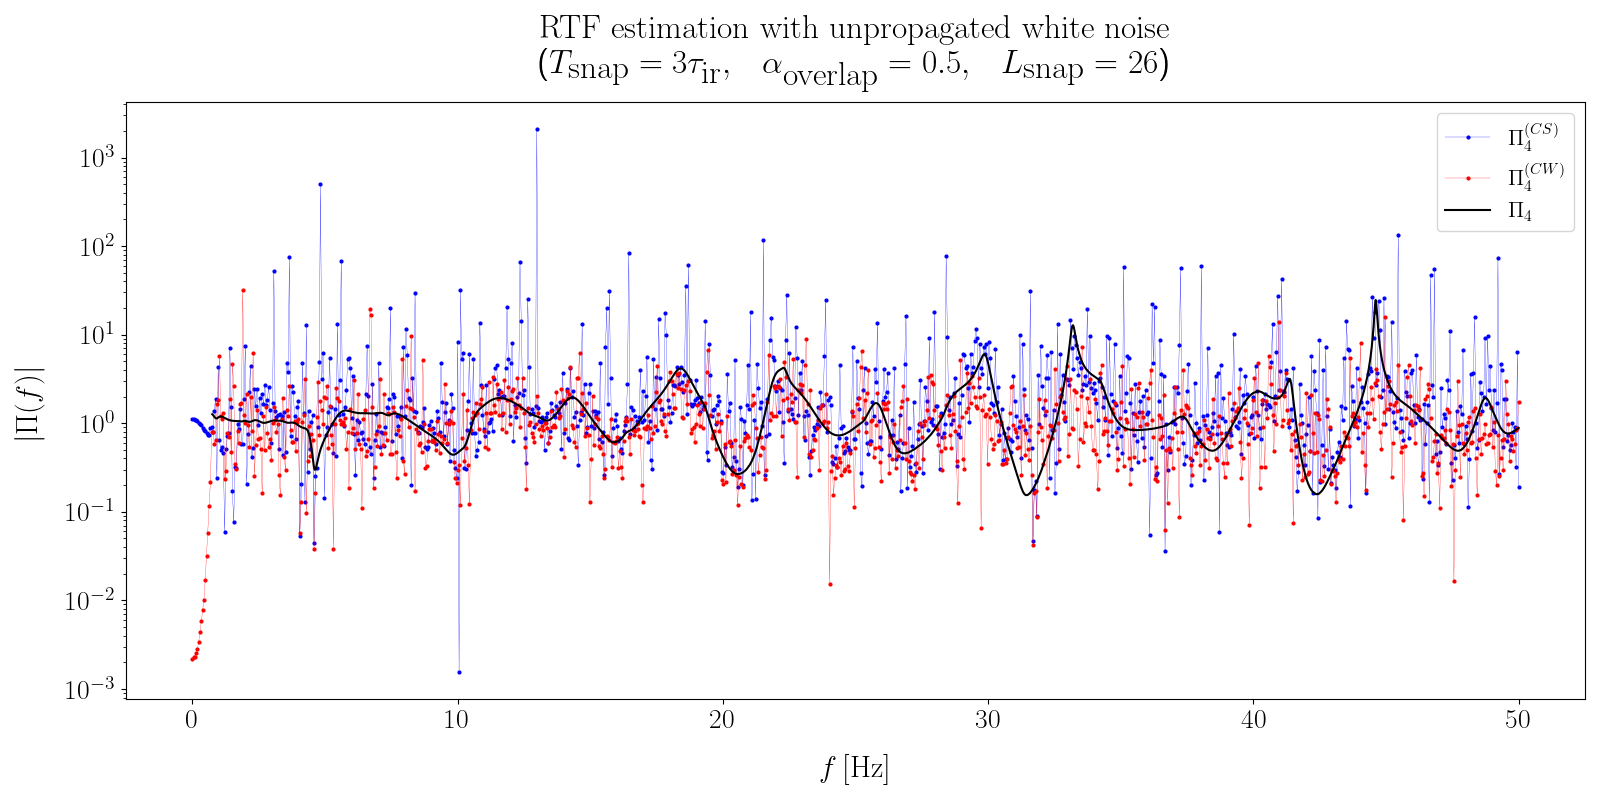 RTF estimation with unpropagated white noise
(T_snap = 3τ_ir, α_overlap = 0.5, L_snap = 26)
Π_4^(CS)
Π_4^(CW)
Π_4
|Π(f)|
10^3
10^2
10^1
10^0
10^−1
10^−2
10^−3
0 10 20 30 40 50
f [Hz]